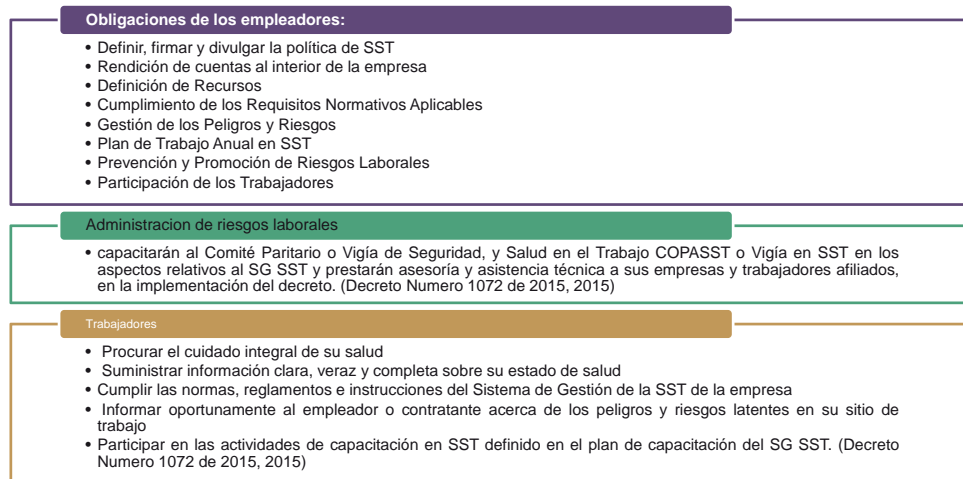 Obligaciones de los empleadores:
• Definir, firmar y divulgar la política de SST
• Rendición de cuentas al interior de la empresa
• Definición de Recursos
• Cumplimiento de los Requisitos Normativos Aplicables
• Gestión de los Peligros y Riesgos
• Plan de Trabajo Anual en SST
• Prevención y Promoción de Riesgos Laborales
• Participación de los Trabajadores
Administracion de riesgos laborales
• capacitarán al Comité Paritario o Vigía de Seguridad, y Salud en el Trabajo COPASST o Vigía en SST en los
aspectos relativos al SG SST y prestarán asesoría y asistencia técnica a sus empresas y trabajadores afiliados,
en la implementación del decreto. (Decreto Numero 1072 de 2015, 2015)
Trabajadores
• Procurar el cuidado integral de su salud
• Suministrar información clara, veraz y completa sobre su estado de salud
• Cumplir las normas, reglamentos e instrucciones del Sistema de Gestión de la SST de la empresa
• Informar oportunamente al empleador o contratante acerca de los peligros y riesgos latentes en su sitio de
trabajo
• Participar en las actividades de capacitación en SST definido en el plan de capacitación del SG SST. (Decreto
Numero 1072 de 2015, 2015)